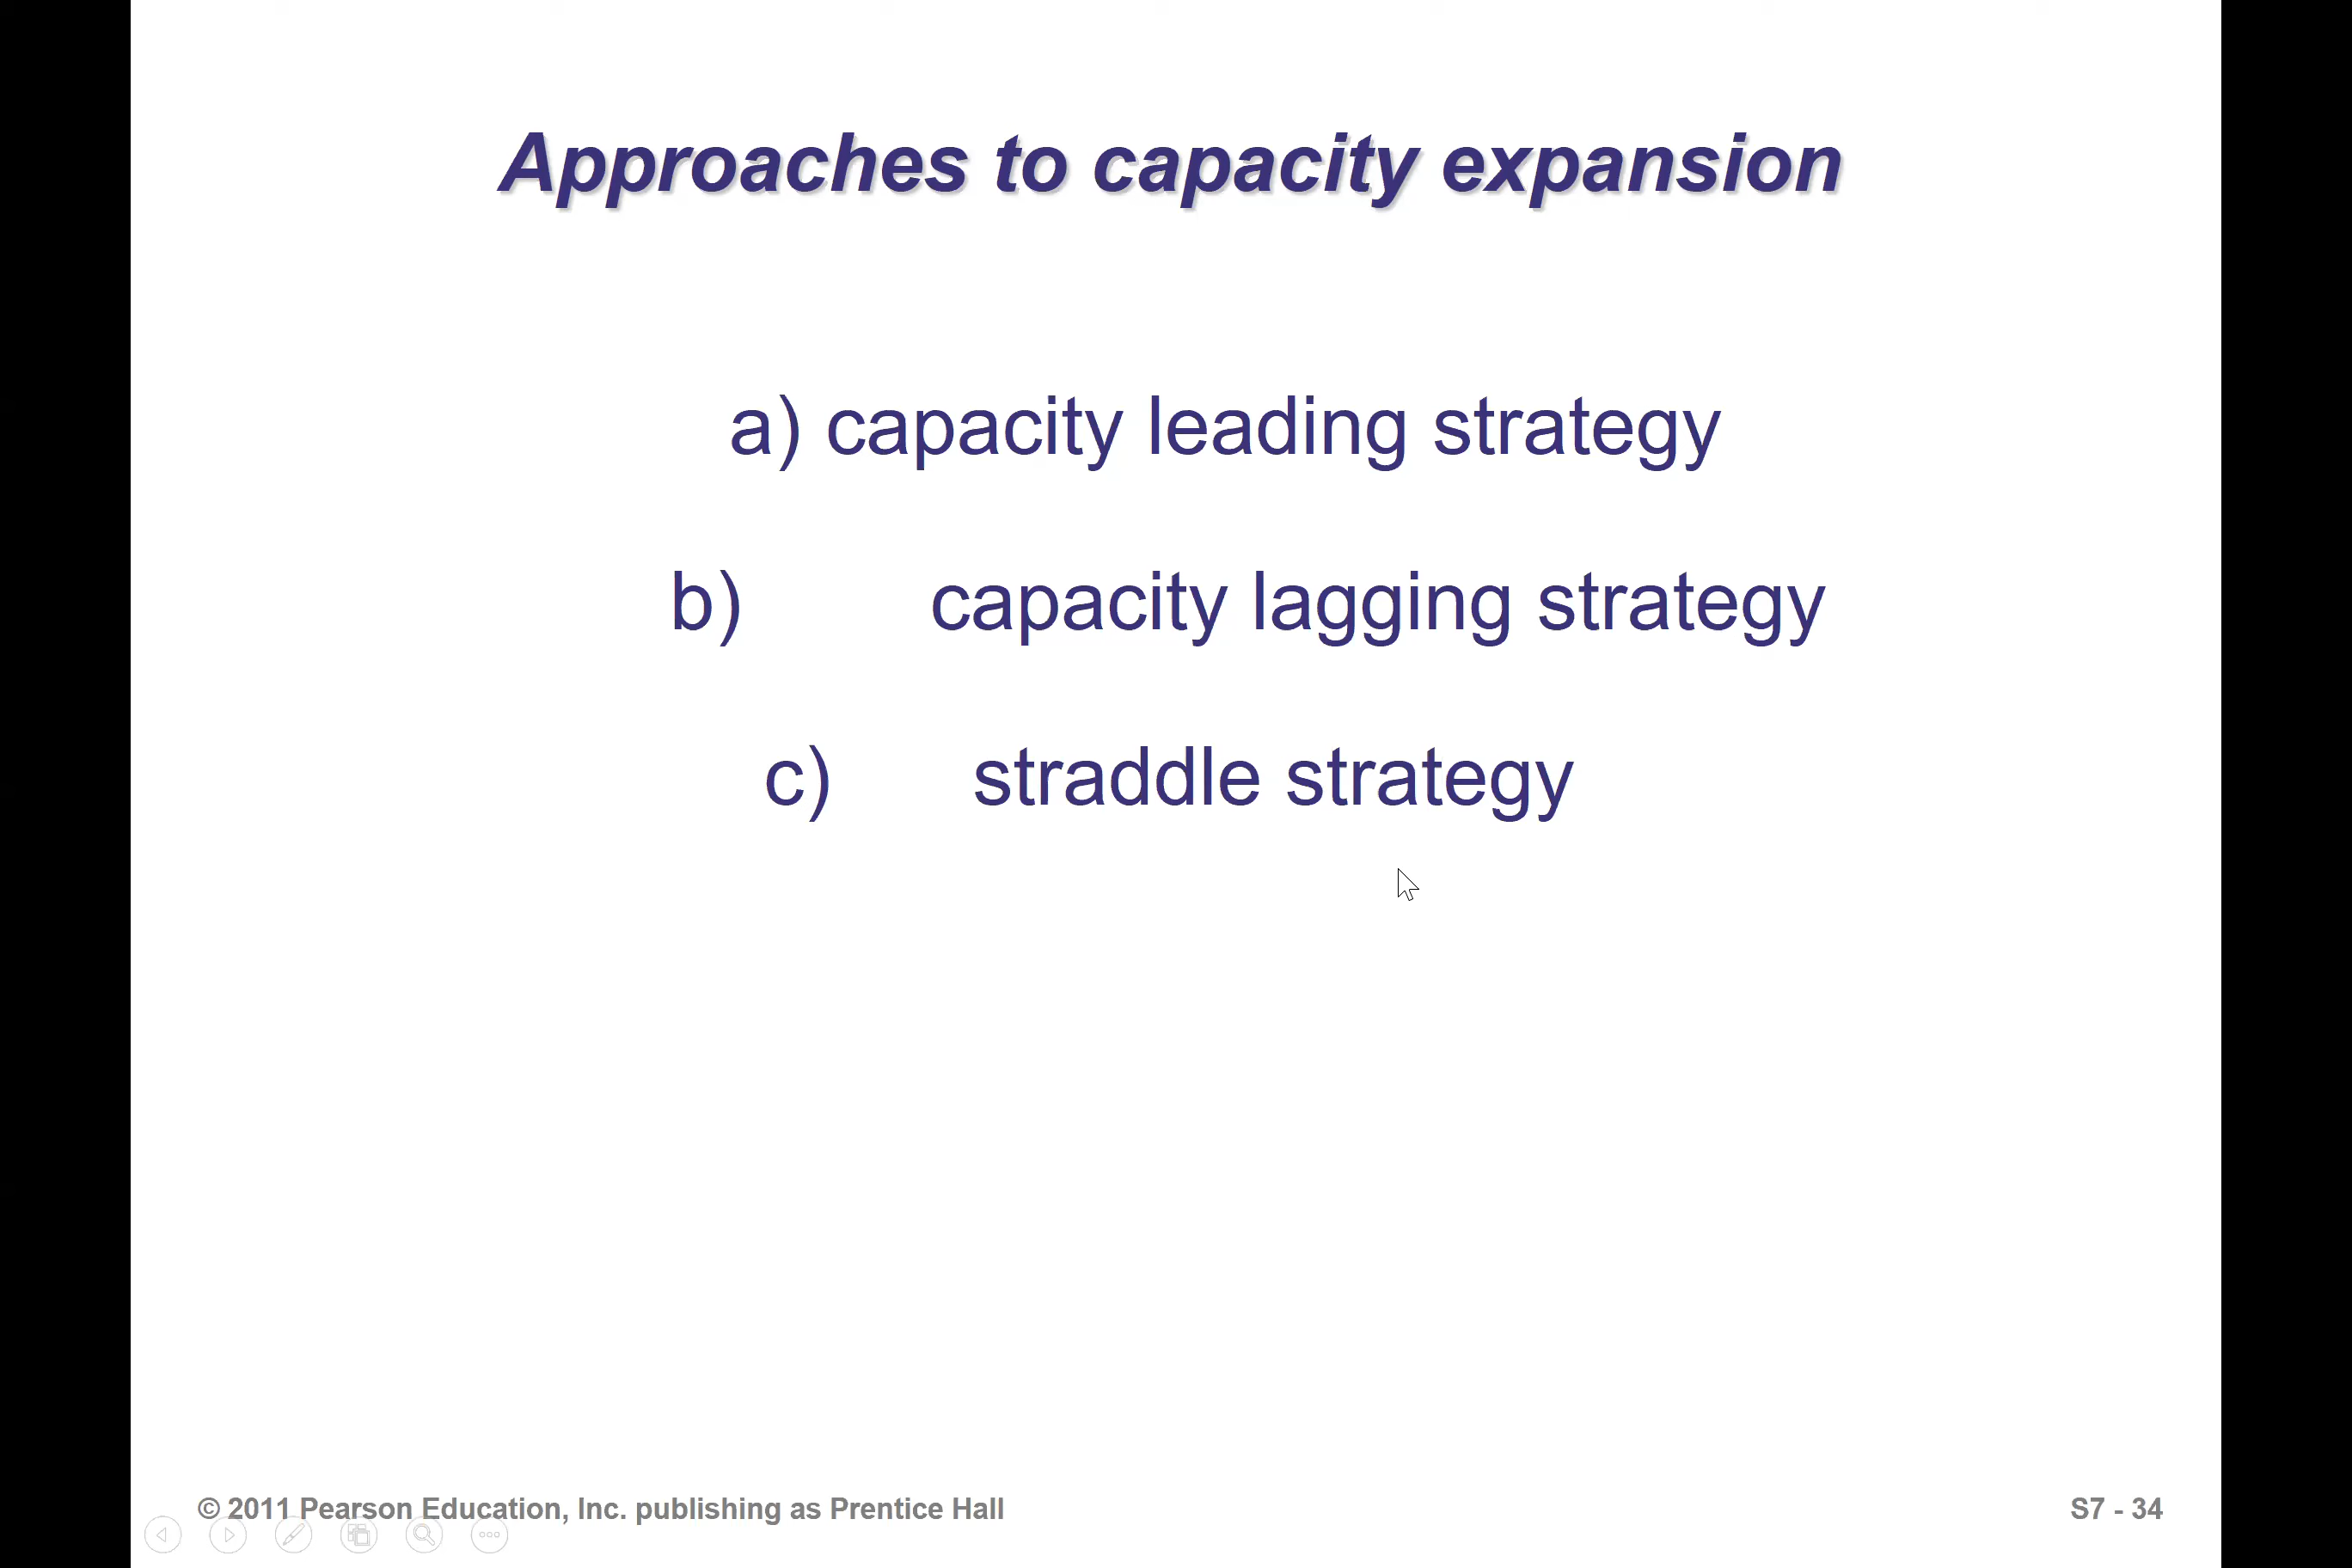 Approaches to capacity expansion
a) capacity leading strategy
b) capacity lagging strategy
c) straddle strategy
© 2011 Pearson Education, Inc. publishing as Prentice Hall
S7 - 34